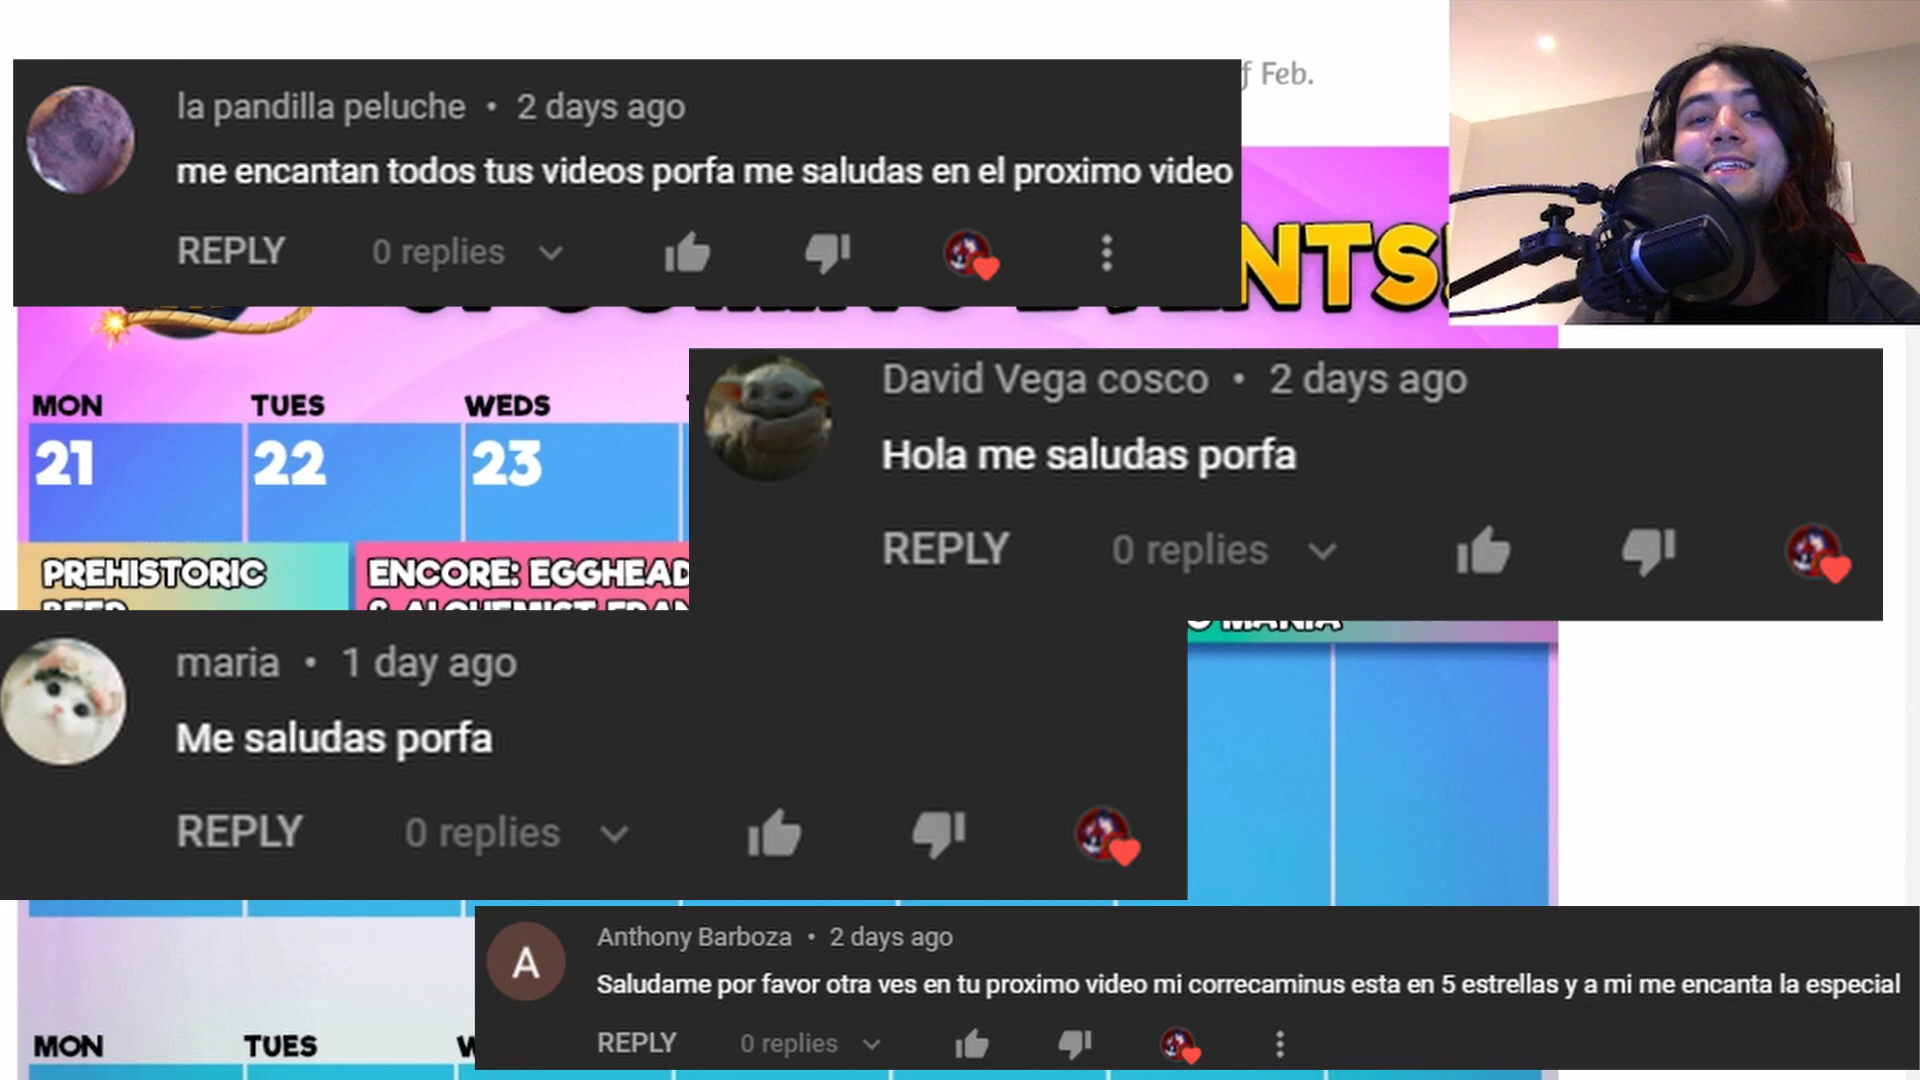 f Feb.
la pandilla peluche • 2 days ago
me encantan todos tus videos porfa me saludas en el proximo video
REPLY 0 replies
NTS!
MON TUES WEDS
21 22 23
PREHISTORIC
ENCORE: EGGHEAD
David Vega cosco • 2 days ago
Hola me saludas porfa
REPLY 0 replies
MANIA
maria • 1 day ago
Me saludas porfa
REPLY 0 replies
A
Anthony Barboza • 2 days ago
Saludame por favor otra ves en tu proximo video mi correcaminus esta en 5 estrellas y a mi me encanta la especial
REPLY 0 replies
MON TUES